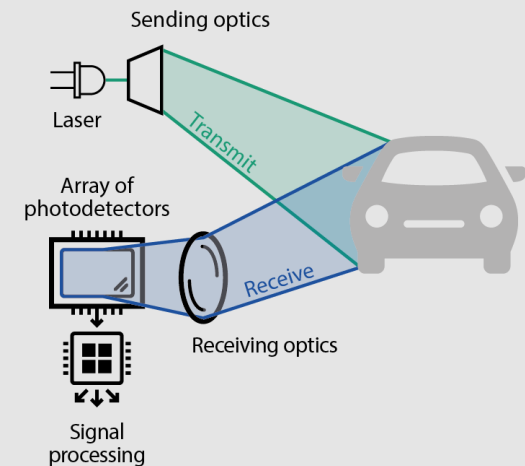 Sending optics
Laser
Transmit
Array of
photodetectors
Receive
Receiving optics
Signal
processing